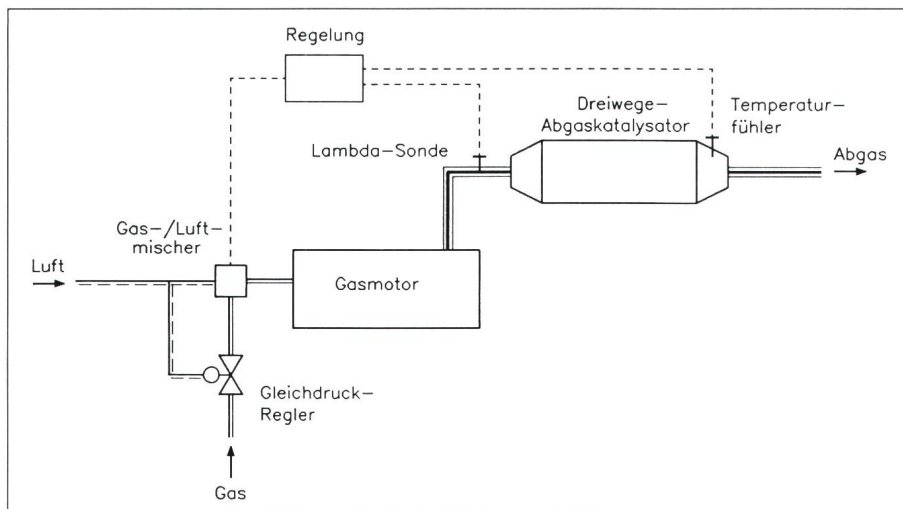 Regelung
Dreiwege-
Abgaskatalysator
Temperatur-
fühler
Lambda-Sonde
Abgas
Gas-/Luft-
mischer
Luft
Gasmotor
Gleichdruck-
Regler
Gas